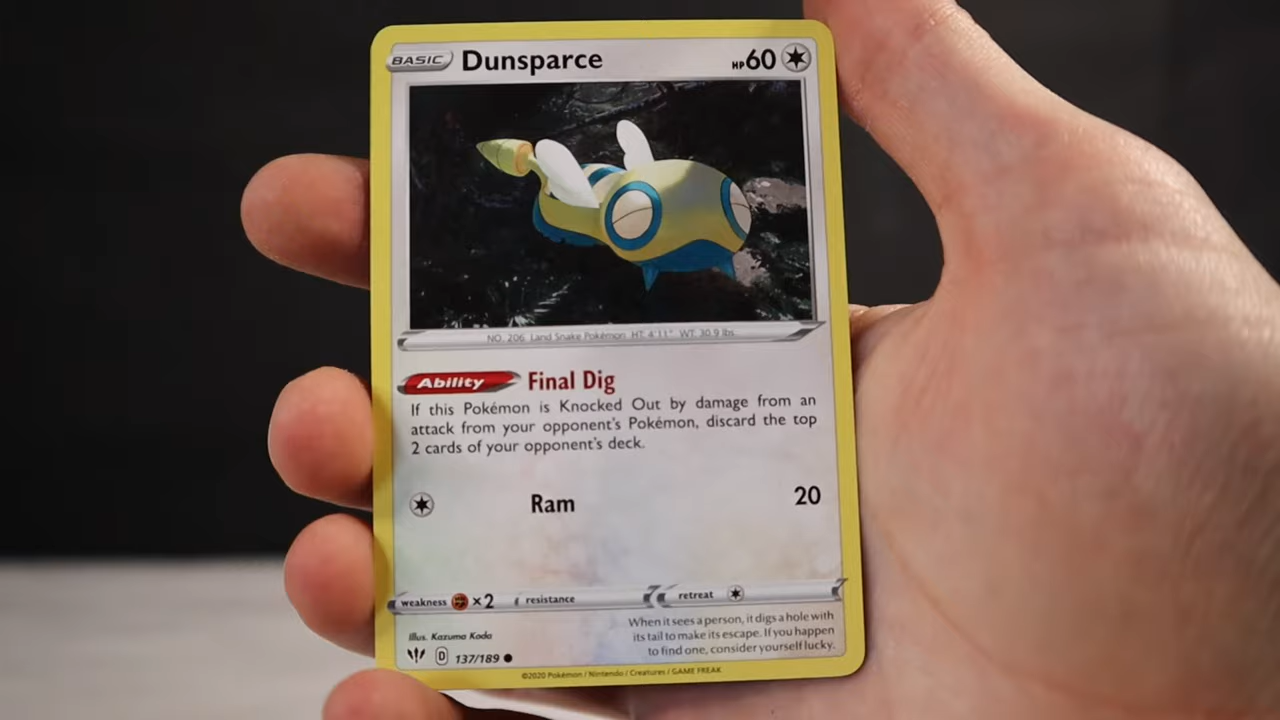 BASIC Dunsparce HP 60
NO. 206 Land Snake Pokémon HT: 4'11" WT: 30.9 lbs.
Ability Final Dig
If this Pokémon is Knocked Out by damage from an
attack from your opponent's Pokémon, discard the top
2 cards of your opponent's deck.
Ram 20
weakness ×2 resistance retreat
When it sees a person, it digs a hole with
its tail to make its escape. If you happen
to find one, consider yourself lucky.
Illus. Kazuma Koda
D 137/189
©2020 Pokémon / Nintendo / Creatures / GAME FREAK